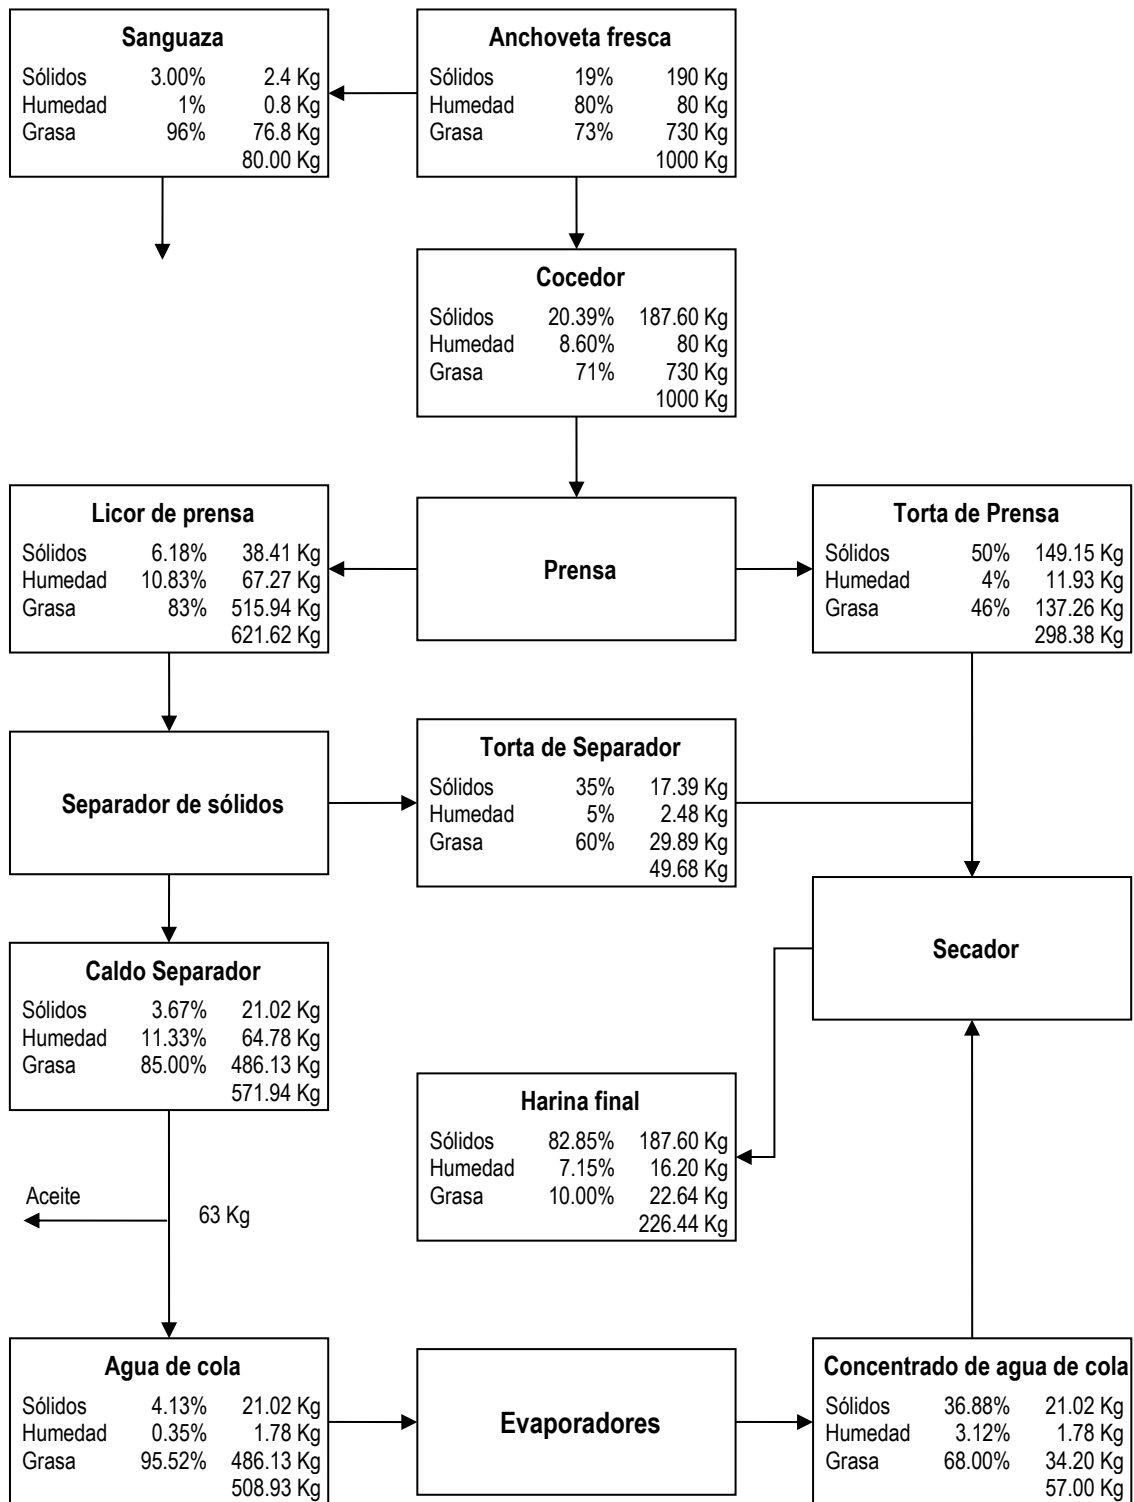 Sanguaza
Sólidos 3.00% 2.4 Kg
Humedad 1% 0.8 Kg
Grasa 96% 76.8 Kg
80.00 Kg
Anchoveta fresca
Sólidos 19% 190 Kg
Humedad 80% 80 Kg
Grasa 73% 730 Kg
1000 Kg
Cocedor
Sólidos 20.39% 187.60 Kg
Humedad 8.60% 80 Kg
Grasa 71% 730 Kg
1000 Kg
Licor de prensa
Sólidos 6.18% 38.41 Kg
Humedad 10.83% 67.27 Kg
Grasa 83% 515.94 Kg
621.62 Kg
Prensa
Torta de Prensa
Sólidos 50% 149.15 Kg
Humedad 4% 11.93 Kg
Grasa 46% 137.26 Kg
298.38 Kg
Separador de sólidos
Torta de Separador
Sólidos 35% 17.39 Kg
Humedad 5% 2.48 Kg
Grasa 60% 29.89 Kg
49.68 Kg
Secador
Caldo Separador
Sólidos 3.67% 21.02 Kg
Humedad 11.33% 64.78 Kg
Grasa 85.00% 486.13 Kg
571.94 Kg
Harina final
Sólidos 82.85% 187.60 Kg
Humedad 7.15% 16.20 Kg
Grasa 10.00% 22.64 Kg
226.44 Kg
Aceite
63 Kg
Agua de cola
Sólidos 4.13% 21.02 Kg
Humedad 0.35% 1.78 Kg
Grasa 95.52% 486.13 Kg
508.93 Kg
Evaporadores
Concentrado de agua de cola
Sólidos 36.88% 21.02 Kg
Humedad 3.12% 1.78 Kg
Grasa 68.00% 34.20 Kg
57.00 Kg